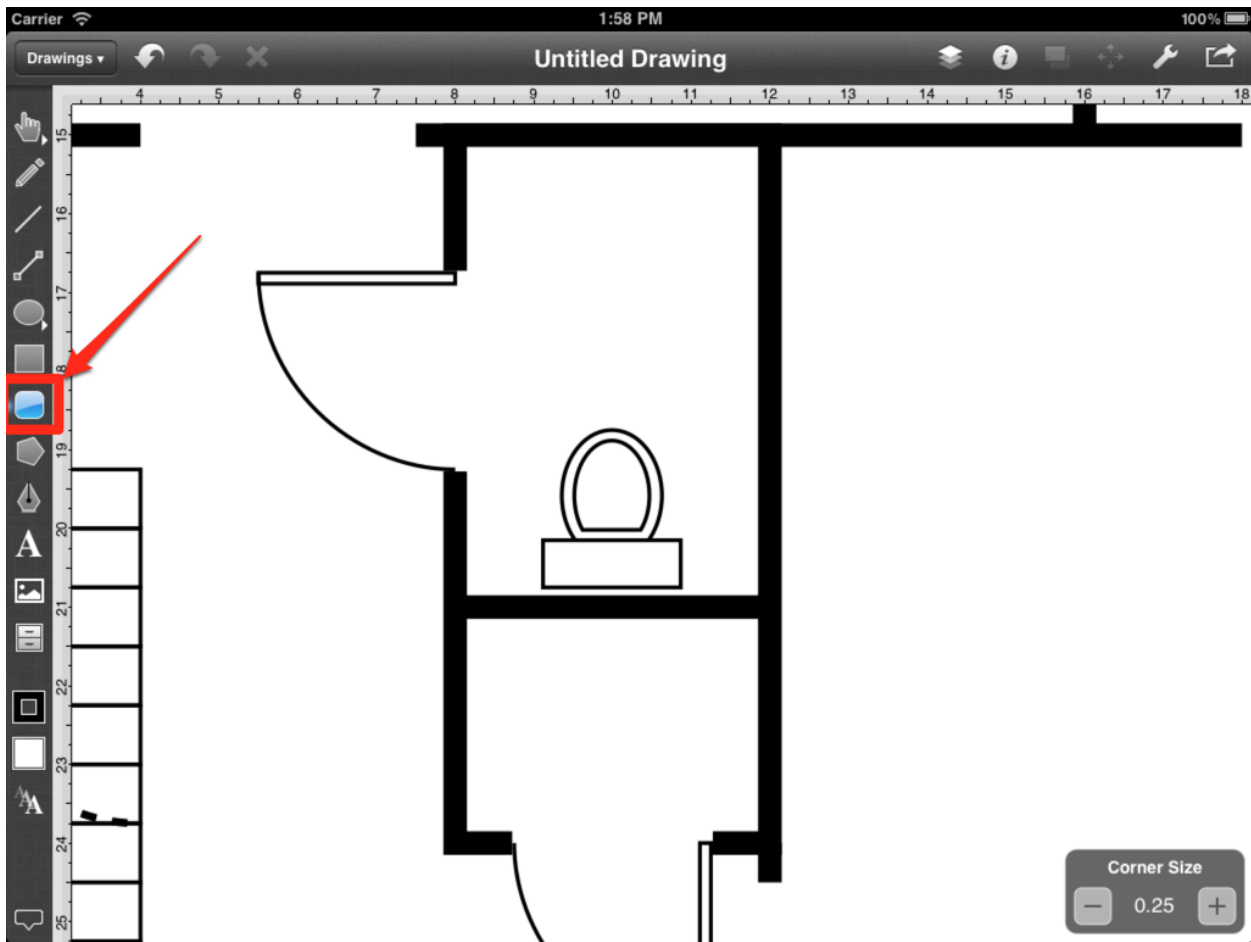 Carrier 1:58 PM 100%
Drawings ▾ Untitled Drawing i
4 5 6 7 8 9 10 11 12 13 14 15 16 17 18
15
16
17
18
19
A
20
21
22
23
AAA
24
25
Corner Size
− 0.25 +